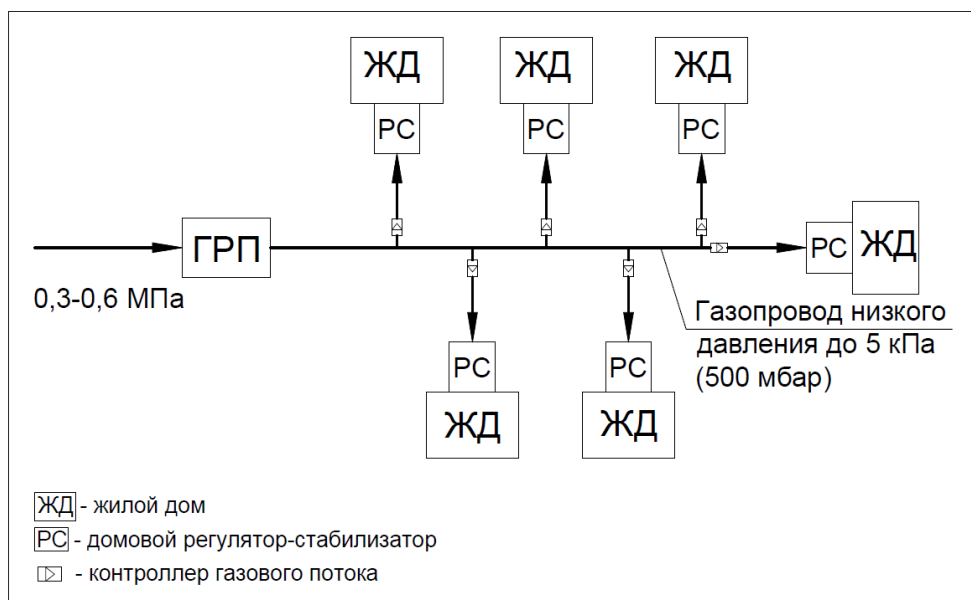 ЖД ЖД ЖД
РС РС РС
ГРП
РС ЖД
0,3-0,6 МПа
Газопровод низкого
давления до 5 кПа
(500 мбар)
РС РС
ЖД ЖД
ЖД - жилой дом
РС - домовой регулятор-стабилизатор
- контроллер газового потока